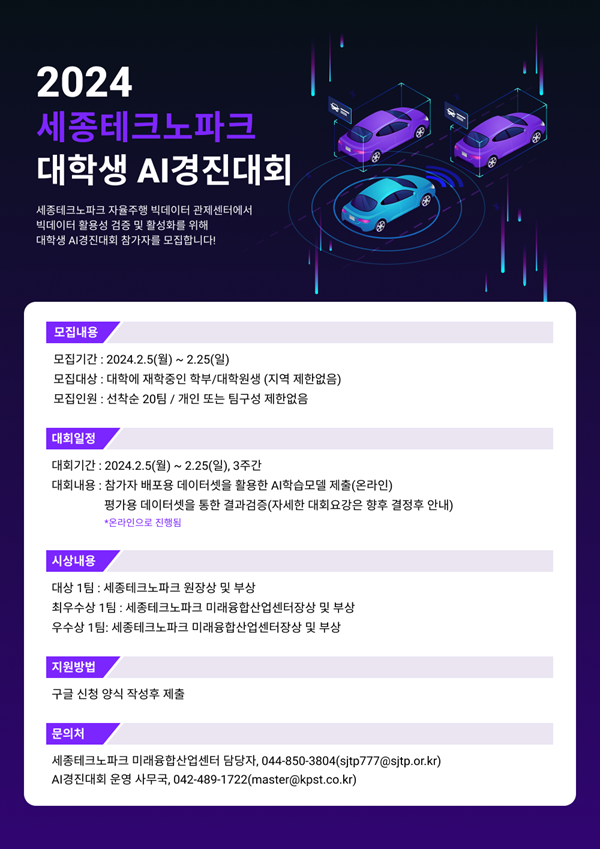 2024
세종테크노파크
대학생 AI경진대회
세종테크노파크 자율주행 빅데이터 관제센터에서
빅데이터 활용성 검증 및 활성화를 위해
대학생 AI경진대회 참가자를 모집합니다!
모집내용
모집기간 : 2024.2.5(월) ~ 2.25(일)
모집대상 : 대학에 재학중인 학부/대학원생 (지역 제한없음)
모집인원 : 선착순 20팀 / 개인 또는 팀구성 제한없음
대회일정
대회기간 : 2024.2.5(월) ~ 2.25(일), 3주간
대회내용 : 참가자 배포용 데이터셋을 활용한 AI학습모델 제출(온라인)
평가용 데이터셋을 통한 결과검증(자세한 대회요강은 향후 결정후 안내)
*온라인으로 진행됨
시상내용
대상 1팀 : 세종테크노파크 원장상 및 부상
최우수상 1팀 : 세종테크노파크 미래융합산업센터장상 및 부상
우수상 1팀: 세종테크노파크 미래융합산업센터장상 및 부상
지원방법
구글 신청 양식 작성후 제출
문의처
세종테크노파크 미래융합산업센터 담당자, 044-850-3804(sjtp777@sjtp.or.kr)
AI경진대회 운영 사무국, 042-489-1722(master@kpst.co.kr)